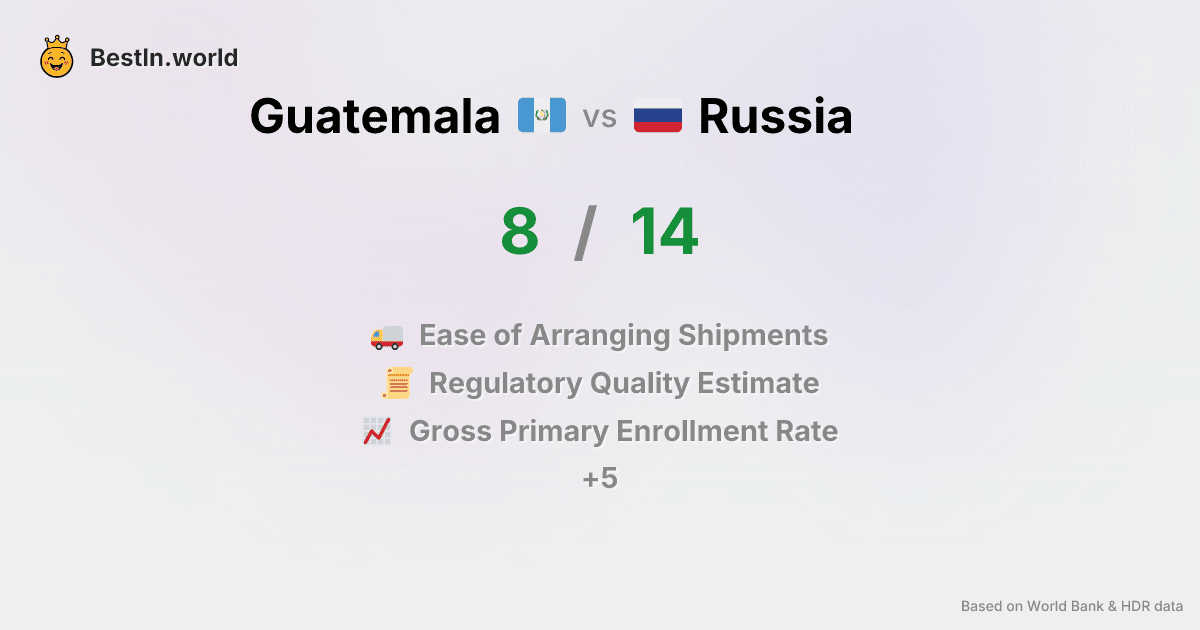 BestIn.world
Guatemala vs Russia
8 / 14
Ease of Arranging Shipments
Regulatory Quality Estimate
Gross Primary Enrollment Rate
+5
Based on World Bank & HDR data